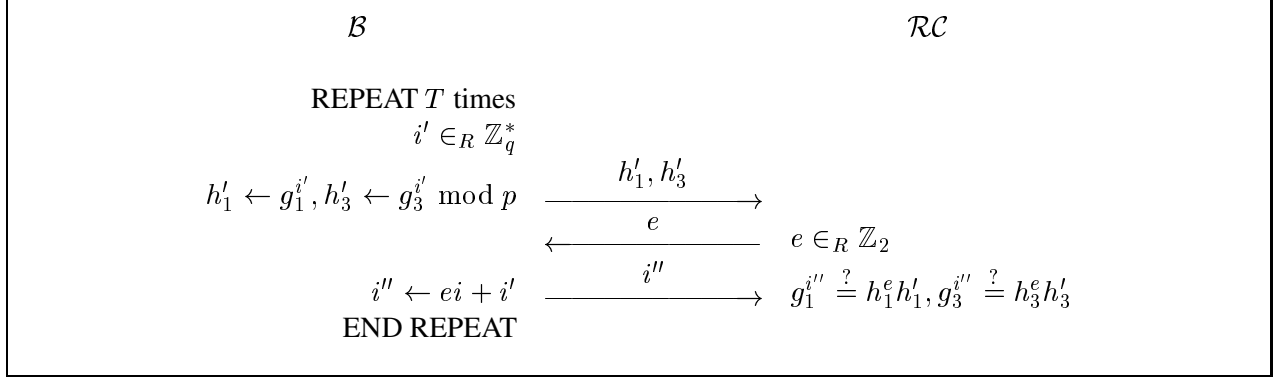 ℬ ℛ𝒞
REPEAT T times
i′ ∈_R ℤ_q^*
h′_1 ← g_1^{i′}, h′_3 ← g_3^{i′} mod p h′_1, h′_3
e e ∈_R ℤ_2
i″ ← ei + i′ i″ g_1^{i″} ≟ h_1^e h′_1, g_3^{i″} ≟ h_3^e h′_3
END REPEAT